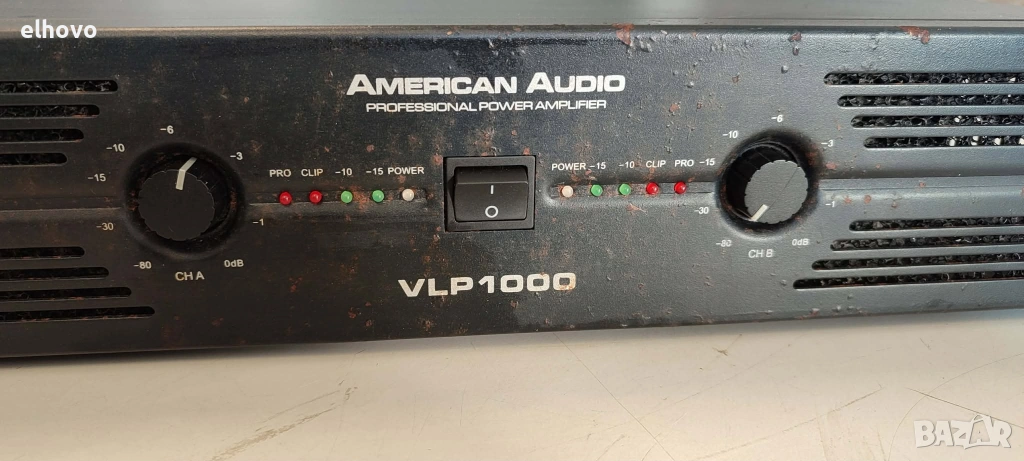 elhovo
AMERICAN AUDIO
PROFESSIONAL POWER AMPLIFIER
-80 -30 -15 -10 -6 -3 -1 0dB
CH A
PRO CLIP -10 -15 POWER
I
O
POWER -15 -10 CLIP PRO
-80 -30 -15 -10 -6 -3 -1 0dB
CH B
VLP1000
BAZAR